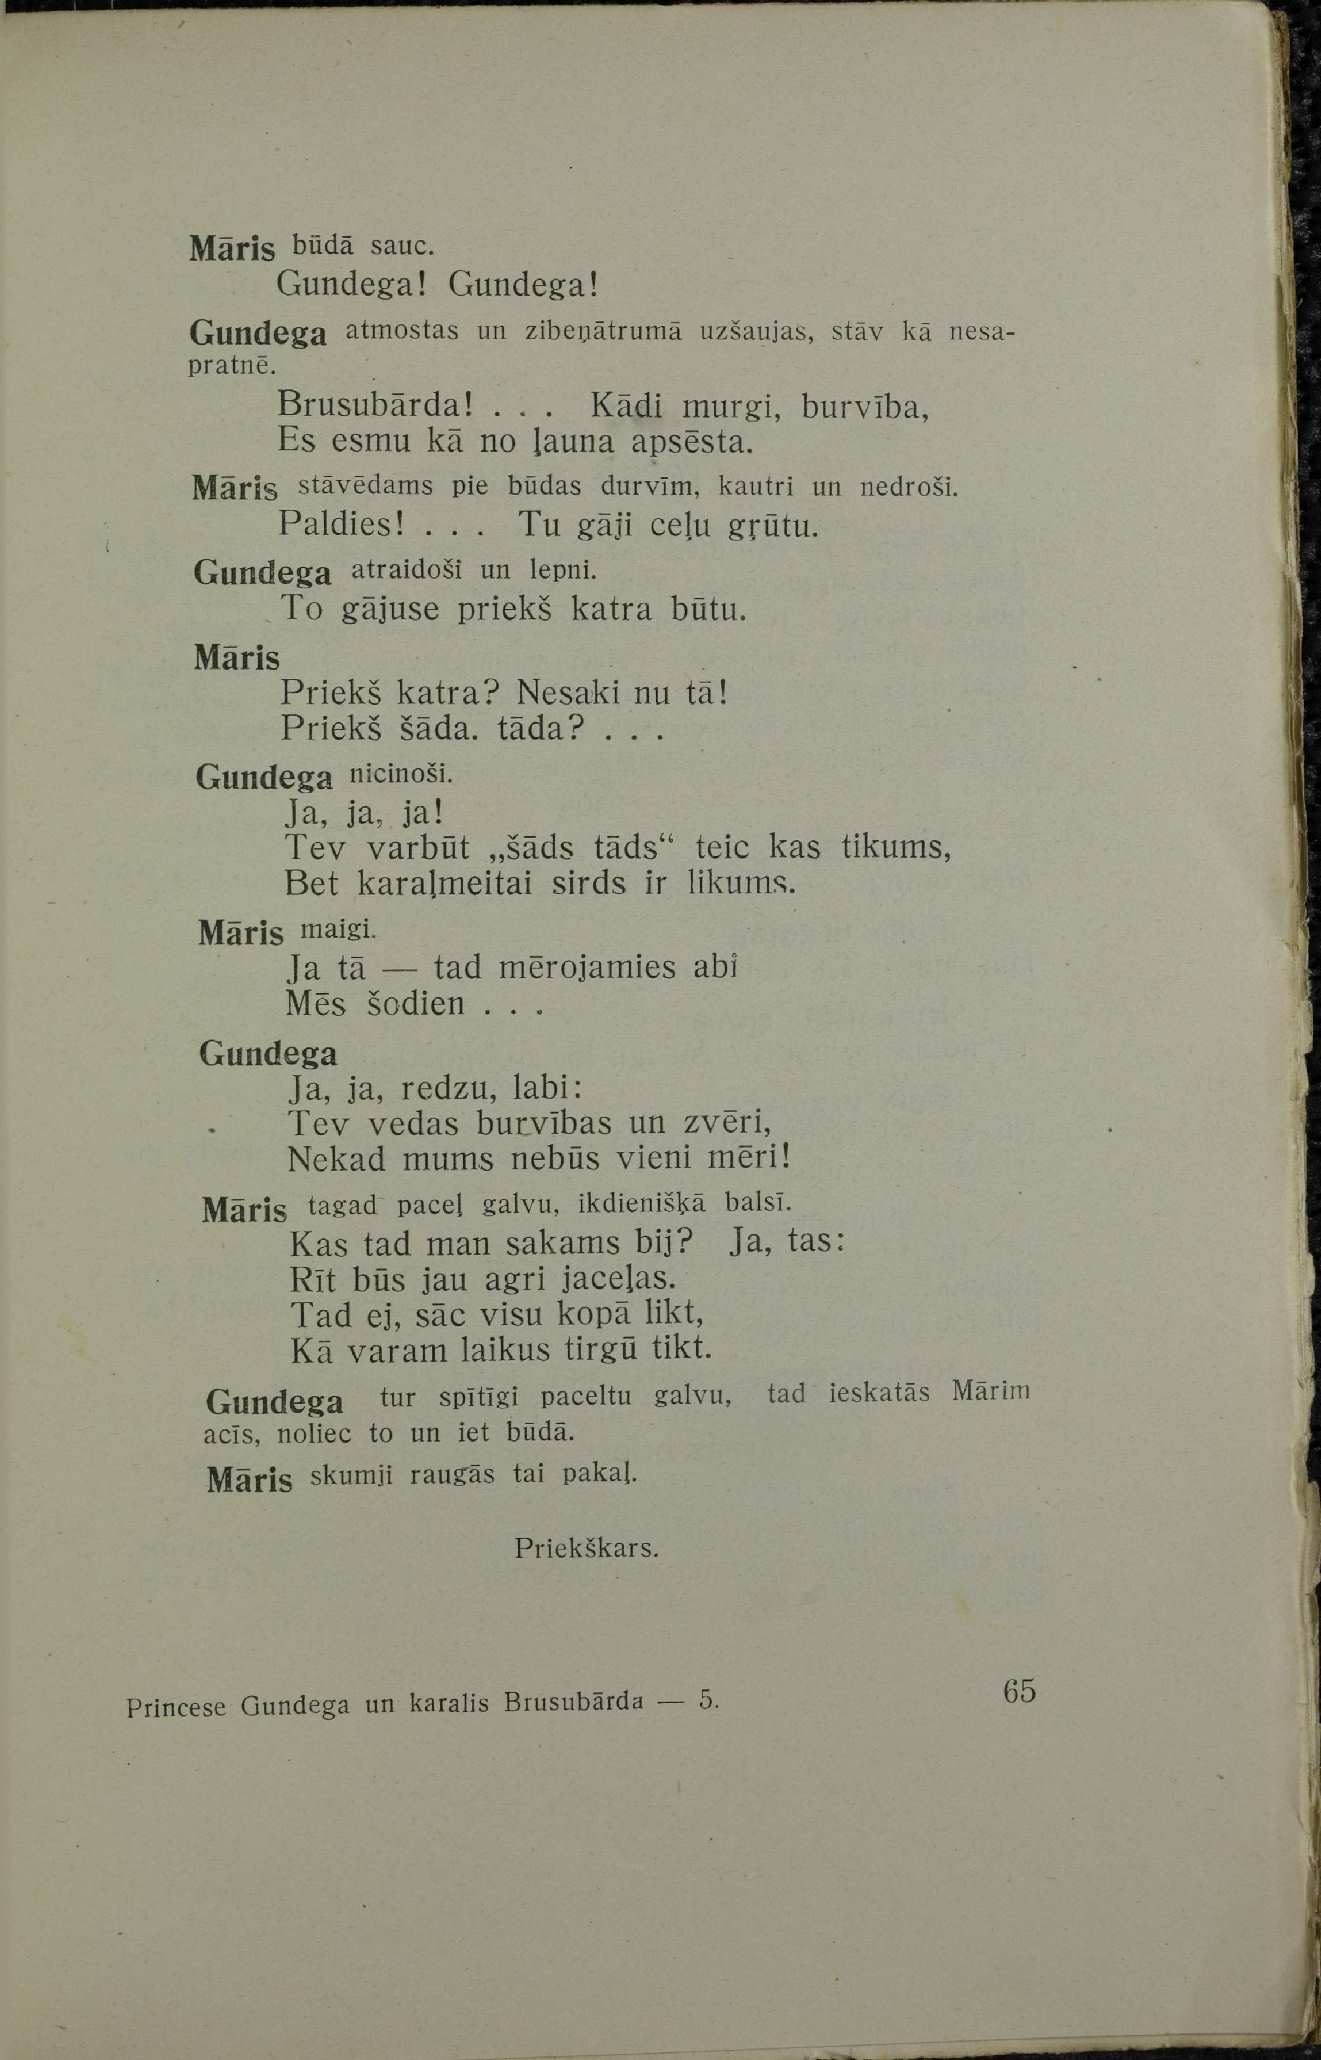 Māris būdā sauc.
Gundega! Gundega!
Gundega atmostas un zibeņātrumā uzšaujas, stāv kā nesa-
pratnē.
Brusubārda! . . . Kādi murgi, burvība,
Es esmu kā no ļauna apsēsta.
Māris stāvēdams pie būdas durvīm, kautri un nedroši.
Paldies! . . . Tu gāji ceļu gŗūtu.
Gundega atraidoši un lepni.
To gājuse priekš katra būtu.
Māris
Priekš katra? Nesaki nu tā!
Priekš šāda. tāda? . . .
Gundega nicinoši.
Ja, ja, ja!
Tev varbūt „šāds tāds“ teic kas tikums,
Bet karaļmeitai sirds ir likums.
Māris maigi.
Ja tā — tad mērojamies abi
Mēs šodien . . .
Gundega
Ja, ja, redzu, labi:
Tev vedas burvības un zvēri,
Nekad mums nebūs vieni mēri!
Māris tagad paceļ galvu, ikdienišķā balsī.
Kas tad man sakams bij? Ja, tas:
Rīt būs jau agri jaceļas.
Tad ej, sāc visu kopā likt,
Kā varam laikus tirgū tikt.
Gundega tur spītīgi paceltu galvu, tad ieskatās Mārim
acīs, noliec to un iet būdā.
Māris skumji raugās tai pakaļ.
Priekškars.
Princese Gundega un karalis Brusubārda — 5.
65